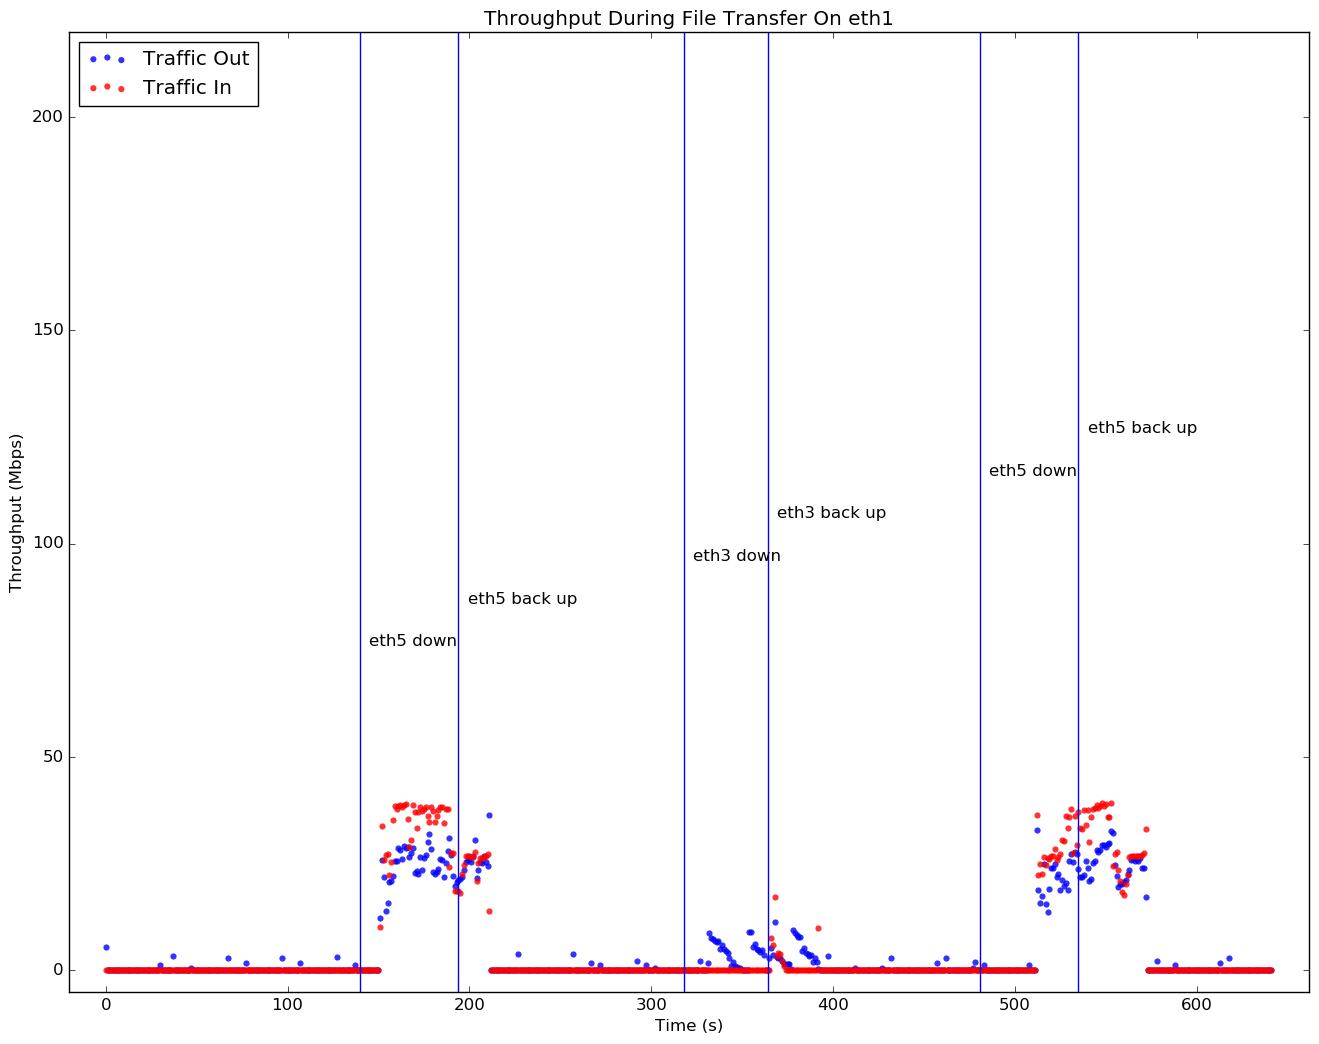 Throughput During File Transfer On eth1
Traffic Out
Traffic In
200
150
100
50
0
Throughput (Mbps)
eth5 back up
eth5 down
eth3 back up
eth3 down
eth5 back up
eth5 down
0 100 200 300 400 500 600
Time (s)